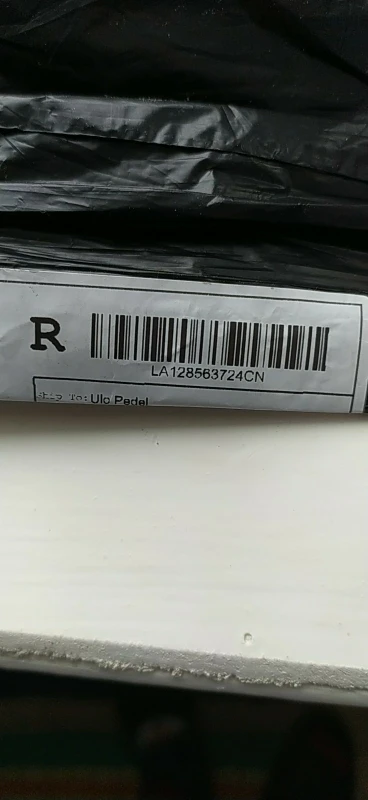 R
LA128563724CN
Ship To: Ulo Pedel